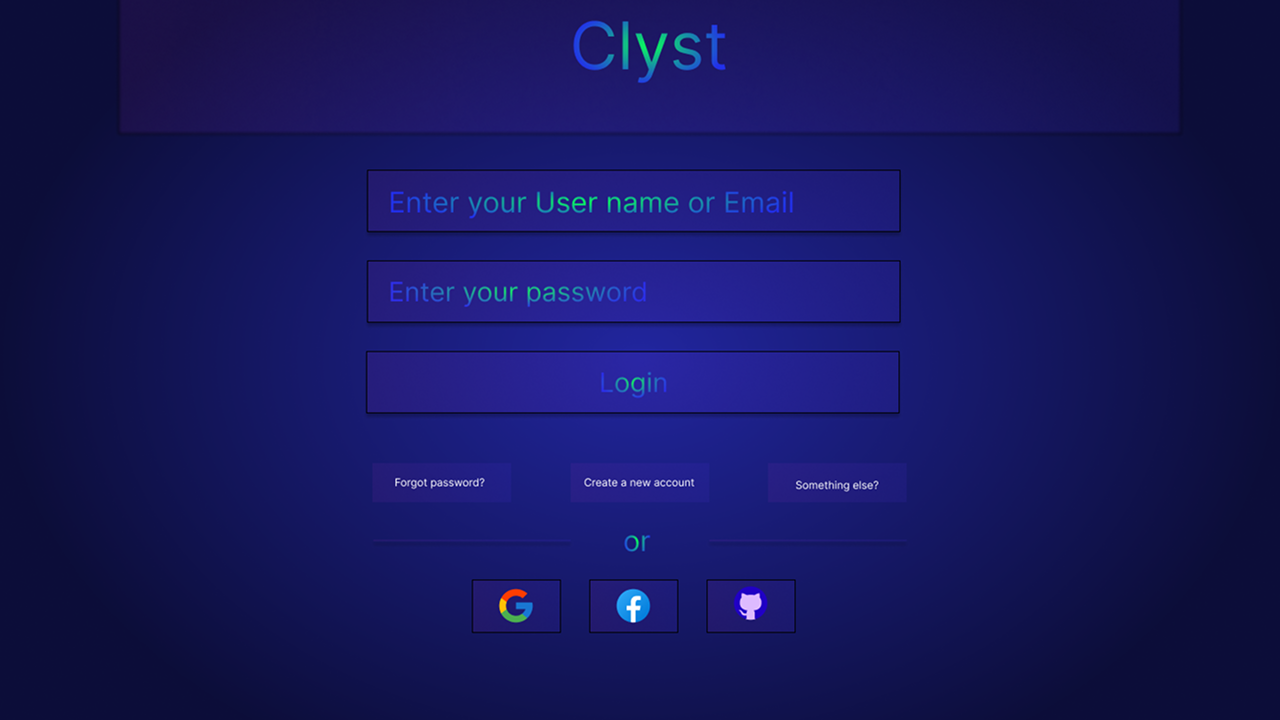 Clyst
Enter your User name or Email
Enter your password
Login
Forgot password?
Create a new account
Something else?
or